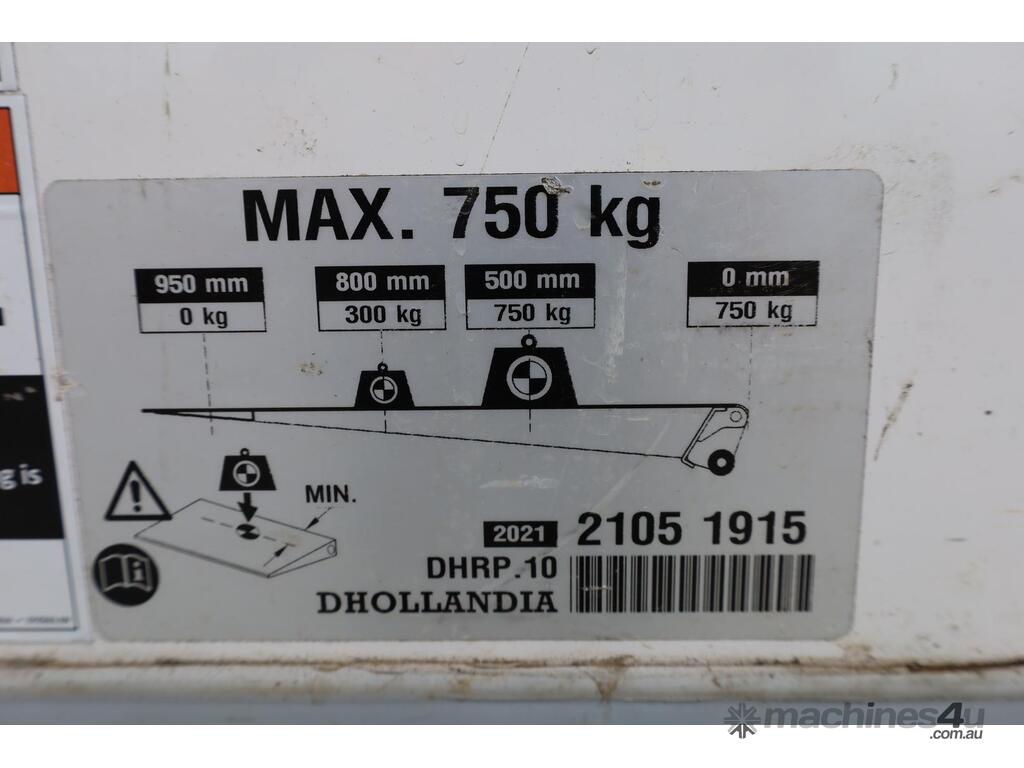 MAX. 750 kg
950 mm 800 mm 500 mm 0 mm
0 kg 300 kg 750 kg 750 kg
g is
MIN.
2021 2105 1915
DHRP.10
DHOLLANDIA
machines4u
.com.au